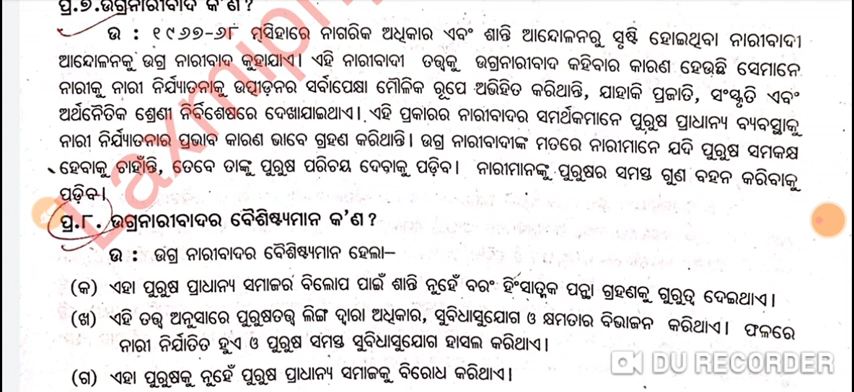 ପ୍ର.୭.ଉଗ୍ରନାରୀବାଦ କ'ଣ ?
ଉ : ୧୯୬୭-୬୮ ମସିହାରେ ନାଗରିକ ଅଧିକାର ଏବଂ ଶାନ୍ତି ଆନ୍ଦୋଳନରୁ ସୃଷ୍ଟି ହୋଇଥିବା ନାରୀବାଦୀ
ଆନ୍ଦୋଳନକୁ ଉଗ୍ର ନାରୀବାଦ କୁହାଯାଏ। ଏହି ନାରୀବାଦୀ ତତ୍ତ୍ୱକୁ ଉଗ୍ରନାରୀବାଦ କହିବାର କାରଣ ହେଉଛି ସେମାନେ
ନାରୀକୁ ନାରୀ ନିର୍ଯ୍ୟାତନାକୁ ଉତ୍ପୀଡ଼ନର ସର୍ବାପେକ୍ଷା ମୌଳିକ ରୂପେ ଅଭିହିତ କରିଥାନ୍ତି, ଯାହାକି ପ୍ରଜାତି, ସଂସ୍କୃତି ଏବଂ
ଅର୍ଥନୈତିକ ଶ୍ରେଣୀ ନିର୍ବିଶେଷରେ ଦେଖାଯାଇଥାଏ। ଏହି ପ୍ରକାରର ନାରୀବାଦର ସମର୍ଥକମାନେ ପୁରୁଷ ପ୍ରାଧାନ୍ୟ ବ୍ୟବସ୍ଥାକୁ
ନାରୀ ନିର୍ଯ୍ୟାତନାର ପ୍ରଭାବ କାରଣ ଭାବେ ଗ୍ରହଣ କରିଥାନ୍ତି। ଉଗ୍ର ନାରୀବାଦୀଙ୍କ ମତରେ ନାରୀମାନେ ଯଦି ପୁରୁଷ ସମକକ୍ଷ
ହେବାକୁ ଚାହାଁନ୍ତି, ତେବେ ତାଙ୍କୁ ପୁରୁଷ ପରିଚୟ ଦେବାକୁ ପଡ଼ିବ। ନାରୀମାନଙ୍କୁ ପୁରୁଷର ସମସ୍ତ ଗୁଣ ବହନ କରିବାକୁ
ପଡ଼ିବ।
ପ୍ର.୮. ଉଗ୍ରନାରୀବାଦର ବୈଶିଷ୍ଟ୍ୟମାନ କ'ଣ ?
ଉ : ଉଗ୍ର ନାରୀବାଦର ବୈଶିଷ୍ଟ୍ୟମାନ ହେଲା–
(କ) ଏହା ପୁରୁଷ ପ୍ରାଧାନ୍ୟ ସମାଜର ବିଲୋପ ପାଇଁ ଶାନ୍ତି ନୁହେଁ ବରଂ ହିଂସାତ୍ମକ ପନ୍ଥା ଗ୍ରହଣକୁ ଗୁରୁତ୍ୱ ଦେଇଥାଏ।
(ଖ) ଏହି ତତ୍ତ୍ୱ ଅନୁସାରେ ପୁରୁଷତତ୍ତ୍ୱ ଲିଙ୍ଗ ଦ୍ୱାରା ଅଧିକାର, ସୁବିଧାସୁଯୋଗ ଓ କ୍ଷମତାର ବିଭାଜନ କରିଥାଏ। ଫଳରେ
ନାରୀ ନିର୍ଯାତିତ ହୁଏ ଓ ପୁରୁଷ ସମସ୍ତ ସୁବିଧାସୁଯୋଗ ହାସଲ କରିଥାଏ।
DU RECORDER
(ଗ) ଏହା ପୁରୁଷକୁ ନୁହେଁ ପୁରୁଷ ପ୍ରାଧାନ୍ୟ ସମାଜକୁ ବିରୋଧ କରିଥାଏ।